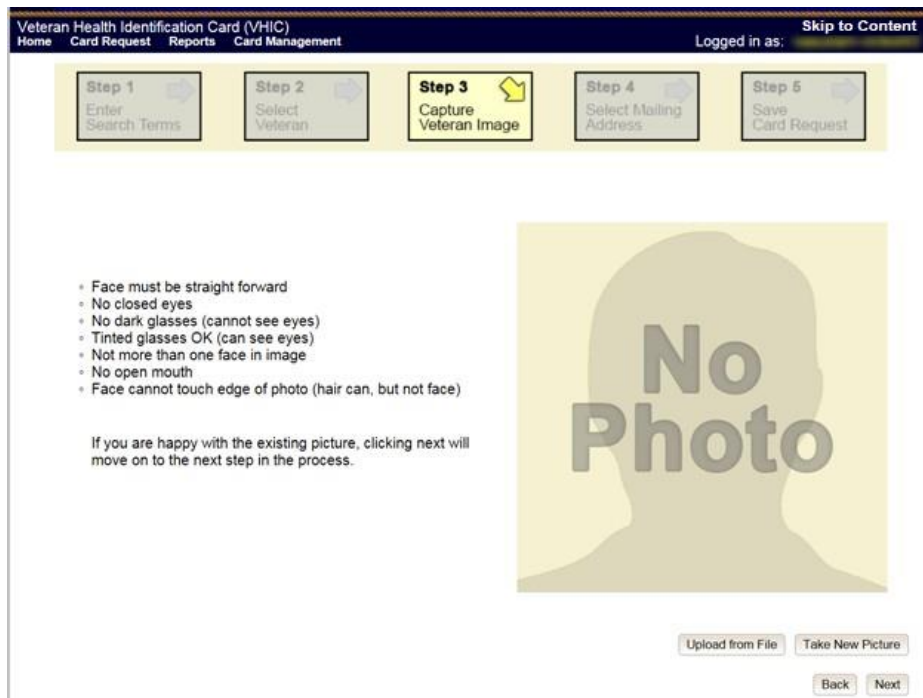 Veteran Health Identification Card (VHIC)
Skip to Content
Home Card Request Reports Card Management
Logged in as:
Step 1
Enter
Search Terms
Step 2
Select
Veteran
Step 3
Capture
Veteran Image
Step 4
Select Mailing
Address
Step 5
Save
Card Request
Face must be straight forward
No closed eyes
No dark glasses (cannot see eyes)
Tinted glasses OK (can see eyes)
Not more than one face in image
No open mouth
Face cannot touch edge of photo (hair can, but not face)
If you are happy with the existing picture, clicking next will
move on to the next step in the process.
No
Photo
Upload from File
Take New Picture
Back
Next